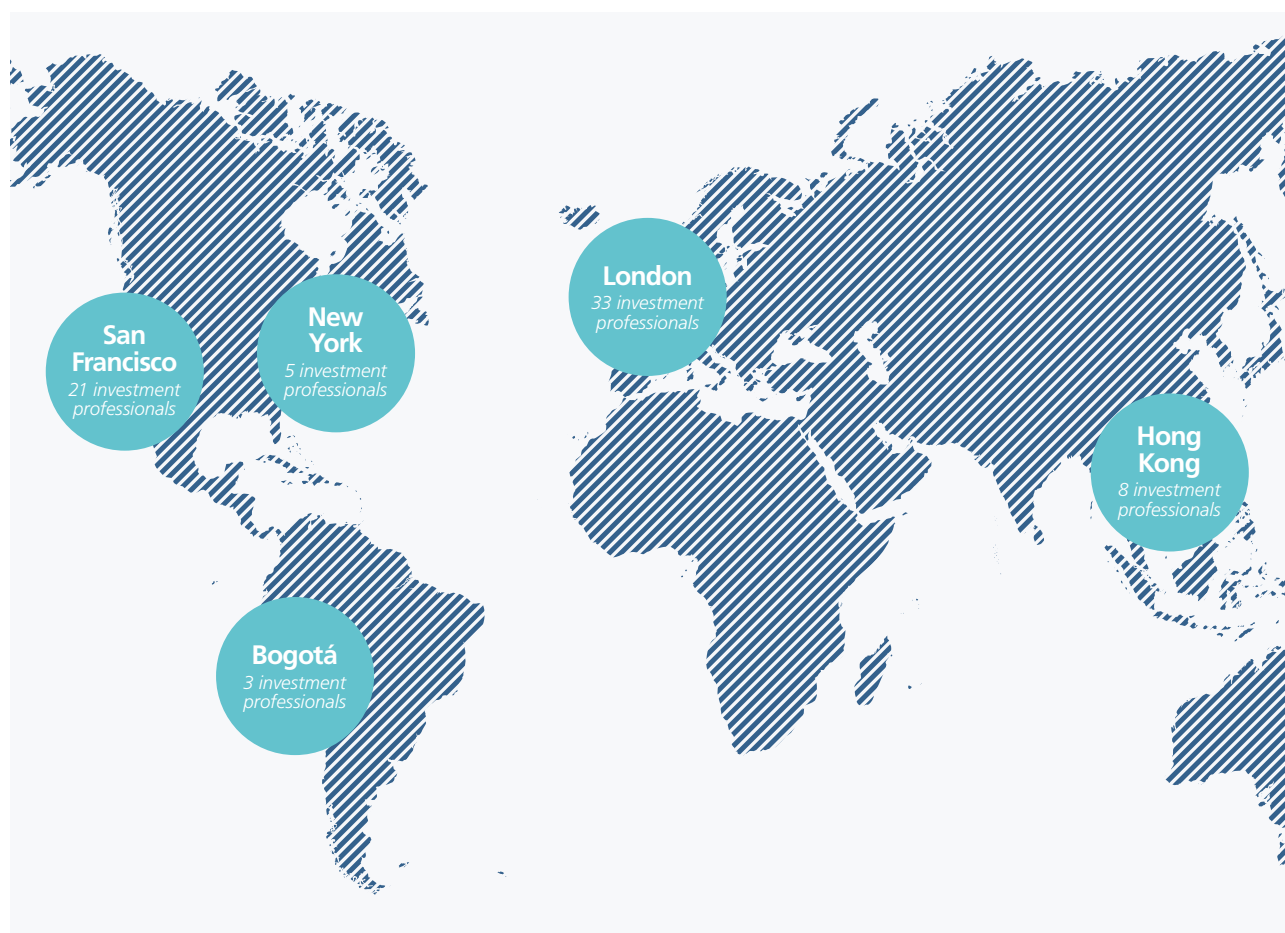 San
Francisco
21 investment
professionals
New
York
5 investment
professionals
London
33 investment
professionals
Hong
Kong
8 investment
professionals
Bogotá
3 investment
professionals